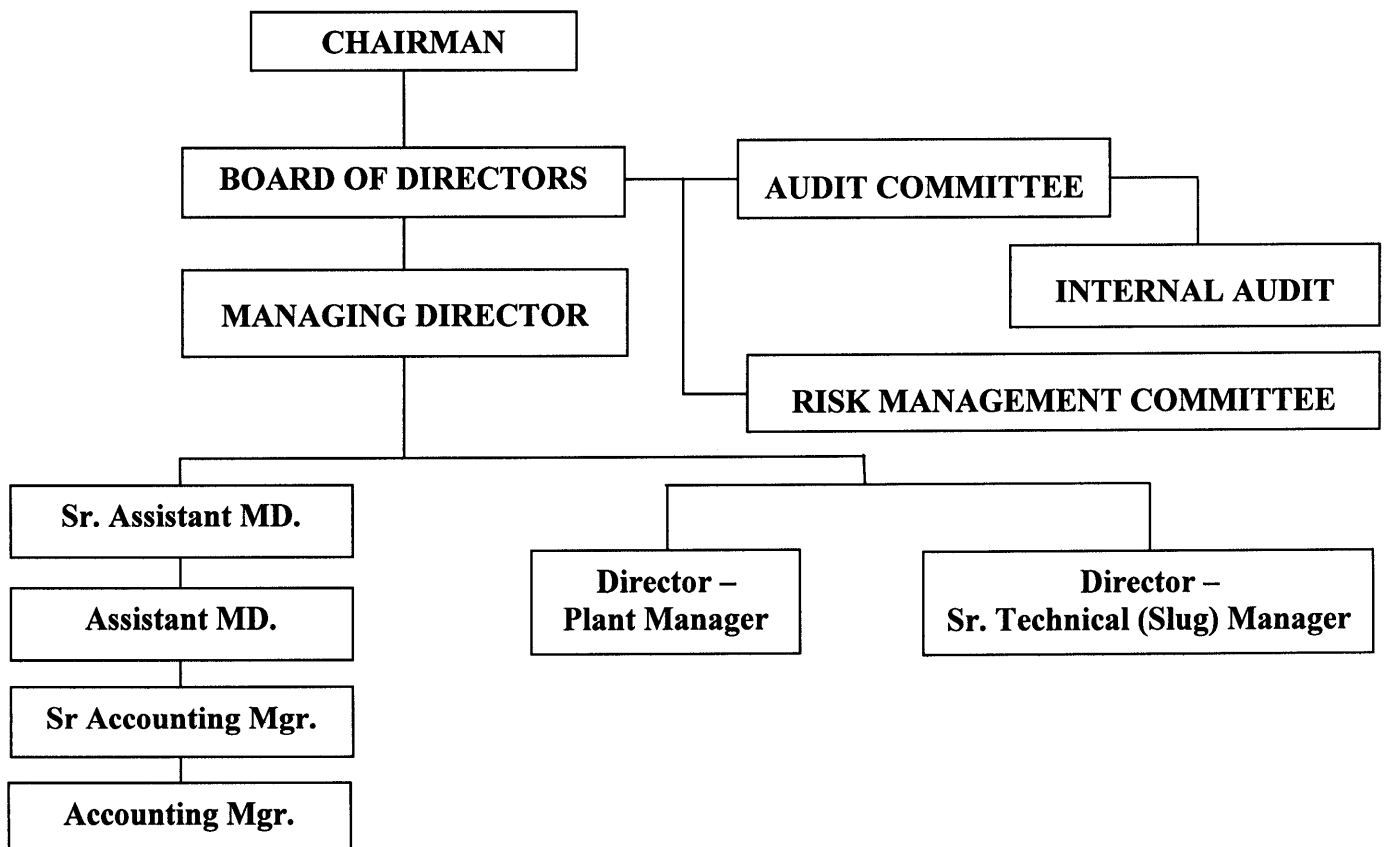 CHAIRMAN
BOARD OF DIRECTORS
AUDIT COMMITTEE
INTERNAL AUDIT
MANAGING DIRECTOR
RISK MANAGEMENT COMMITTEE
Sr. Assistant MD.
Assistant MD.
Sr Accounting Mgr.
Accounting Mgr.
Director –
Plant Manager
Director –
Sr. Technical (Slug) Manager